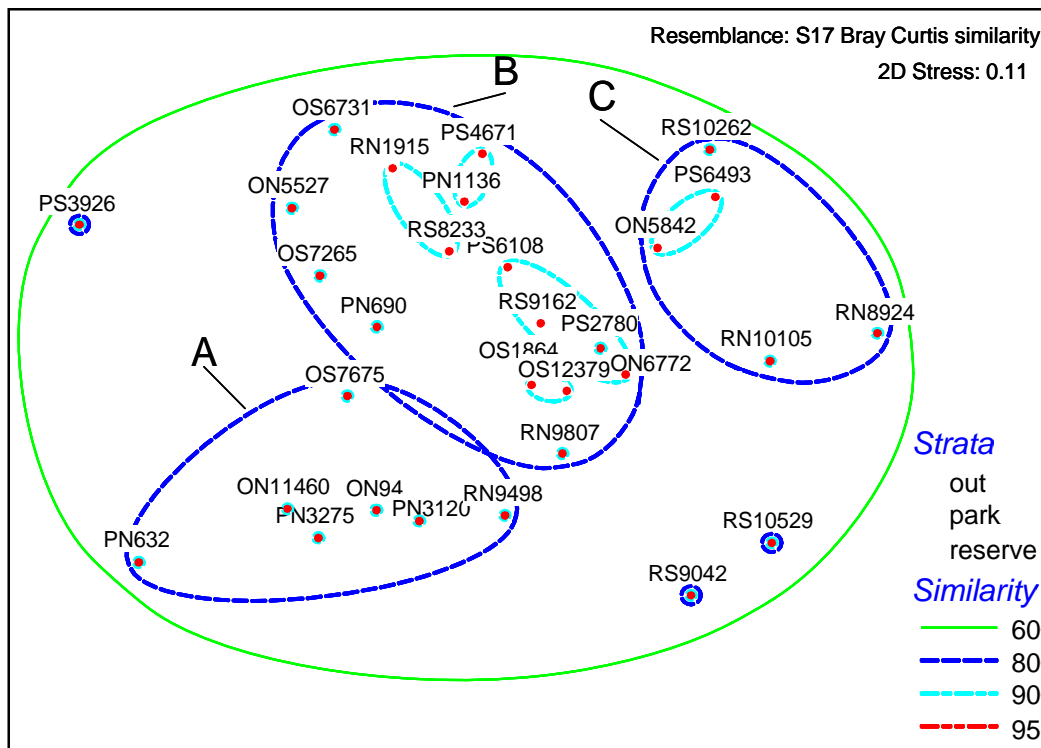 Resemblance: S17 Bray Curtis similarity
2D Stress: 0.11
B
C
A
OS6731
RN1915
PS4671
RS10262
PS6493
PN1136
PS3926
ON5527
RS8233
PS6108
ON5842
OS7265
PN690
RS9162
PS2780
RN10105
RN8924
OS1864
OS12379
ON6772
OS7675
RN9807
ON11460
ON94
PN3275
PN3120
RN9498
PN632
RS10529
RS9042
Strata
out
park
reserve
Similarity
60
80
90
95